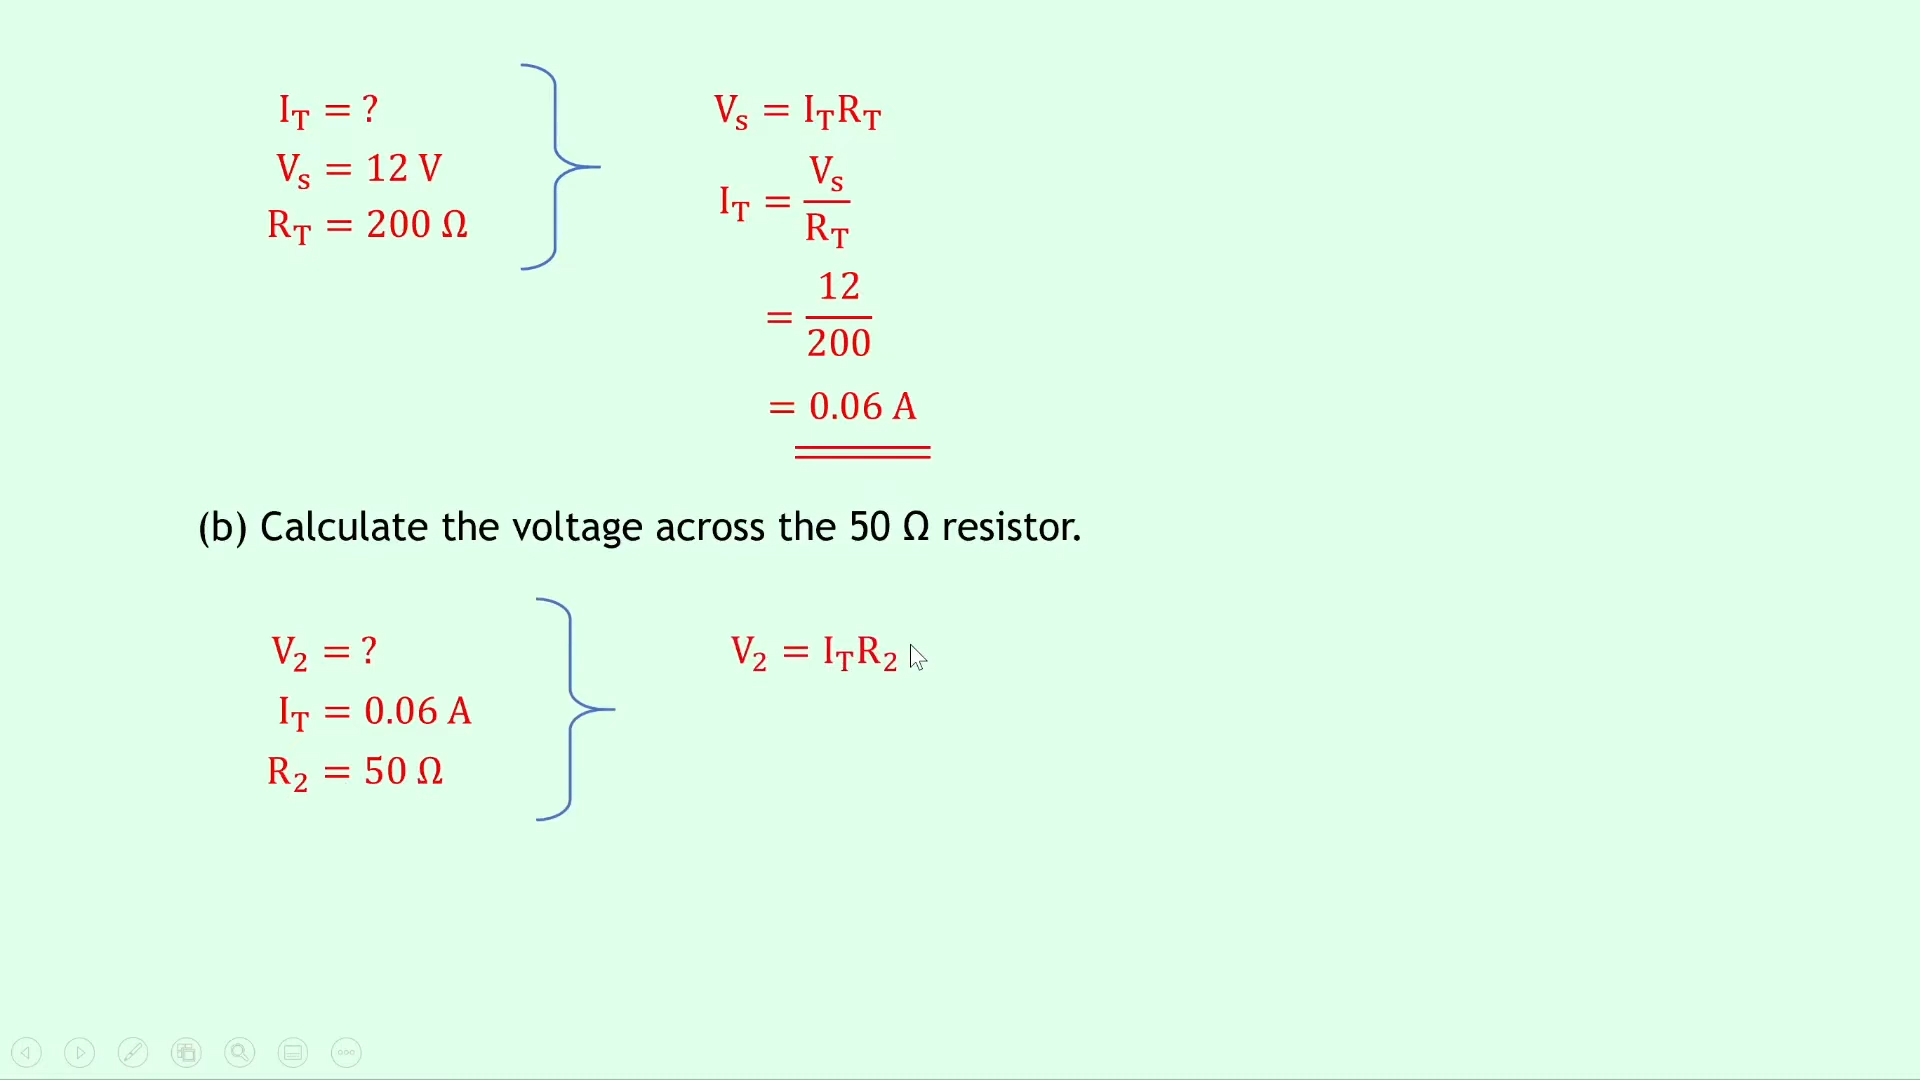 I_T = ?
V_s = 12 V
R_T = 200 Ω
V_s = I_T R_T
I_T = V_s / R_T
= 12 / 200
= 0.06 A
(b) Calculate the voltage across the 50 Ω resistor.
V_2 = ?
I_T = 0.06 A
R_2 = 50 Ω
V_2 = I_T R_2